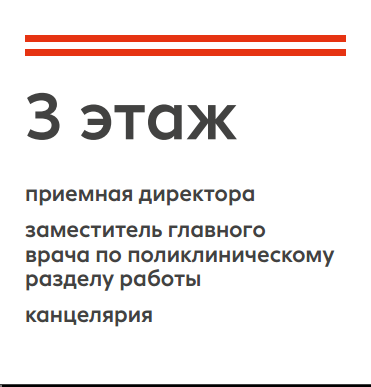 3 этаж
приемная директора
заместитель главного
врача по поликлиническому
разделу работы
канцелярия